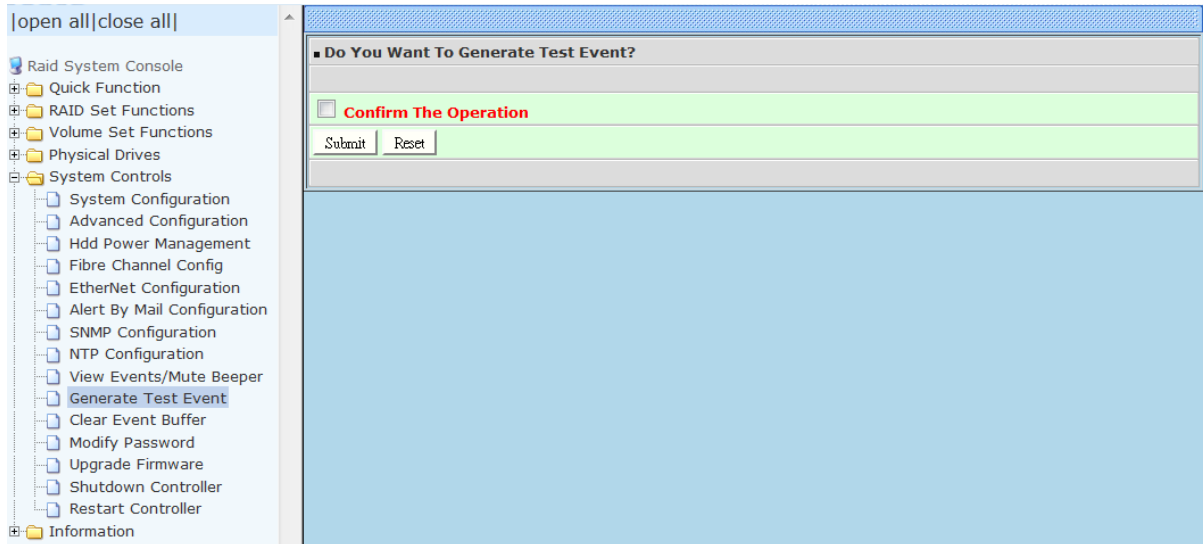 |open all|close all|
Raid System Console
Quick Function
RAID Set Functions
Volume Set Functions
Physical Drives
System Controls
System Configuration
Advanced Configuration
Hdd Power Management
Fibre Channel Config
EtherNet Configuration
Alert By Mail Configuration
SNMP Configuration
NTP Configuration
View Events/Mute Beeper
Generate Test Event
Clear Event Buffer
Modify Password
Upgrade Firmware
Shutdown Controller
Restart Controller
Information
Do You Want To Generate Test Event?
Confirm The Operation
Submit Reset